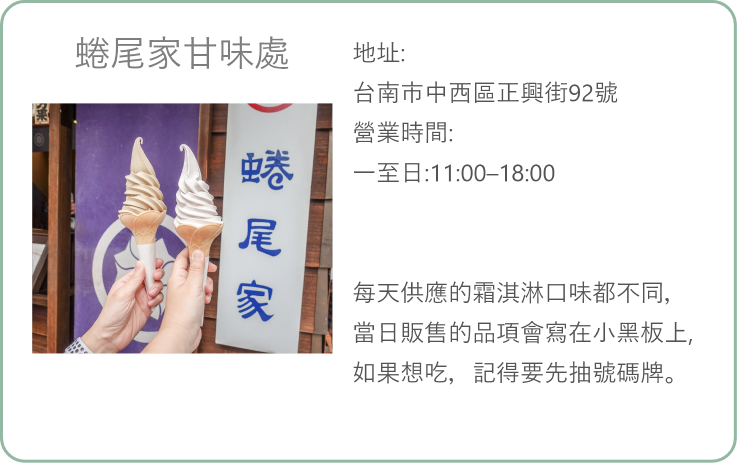 蜷尾家甘味處
蜷
尾
家
地址:
台南市中西區正興街92號
營業時間:
一至日:11:00–18:00
每天供應的霜淇淋口味都不同，
當日販售的品項會寫在小黑板上，
如果想吃，記得要先抽號碼牌。